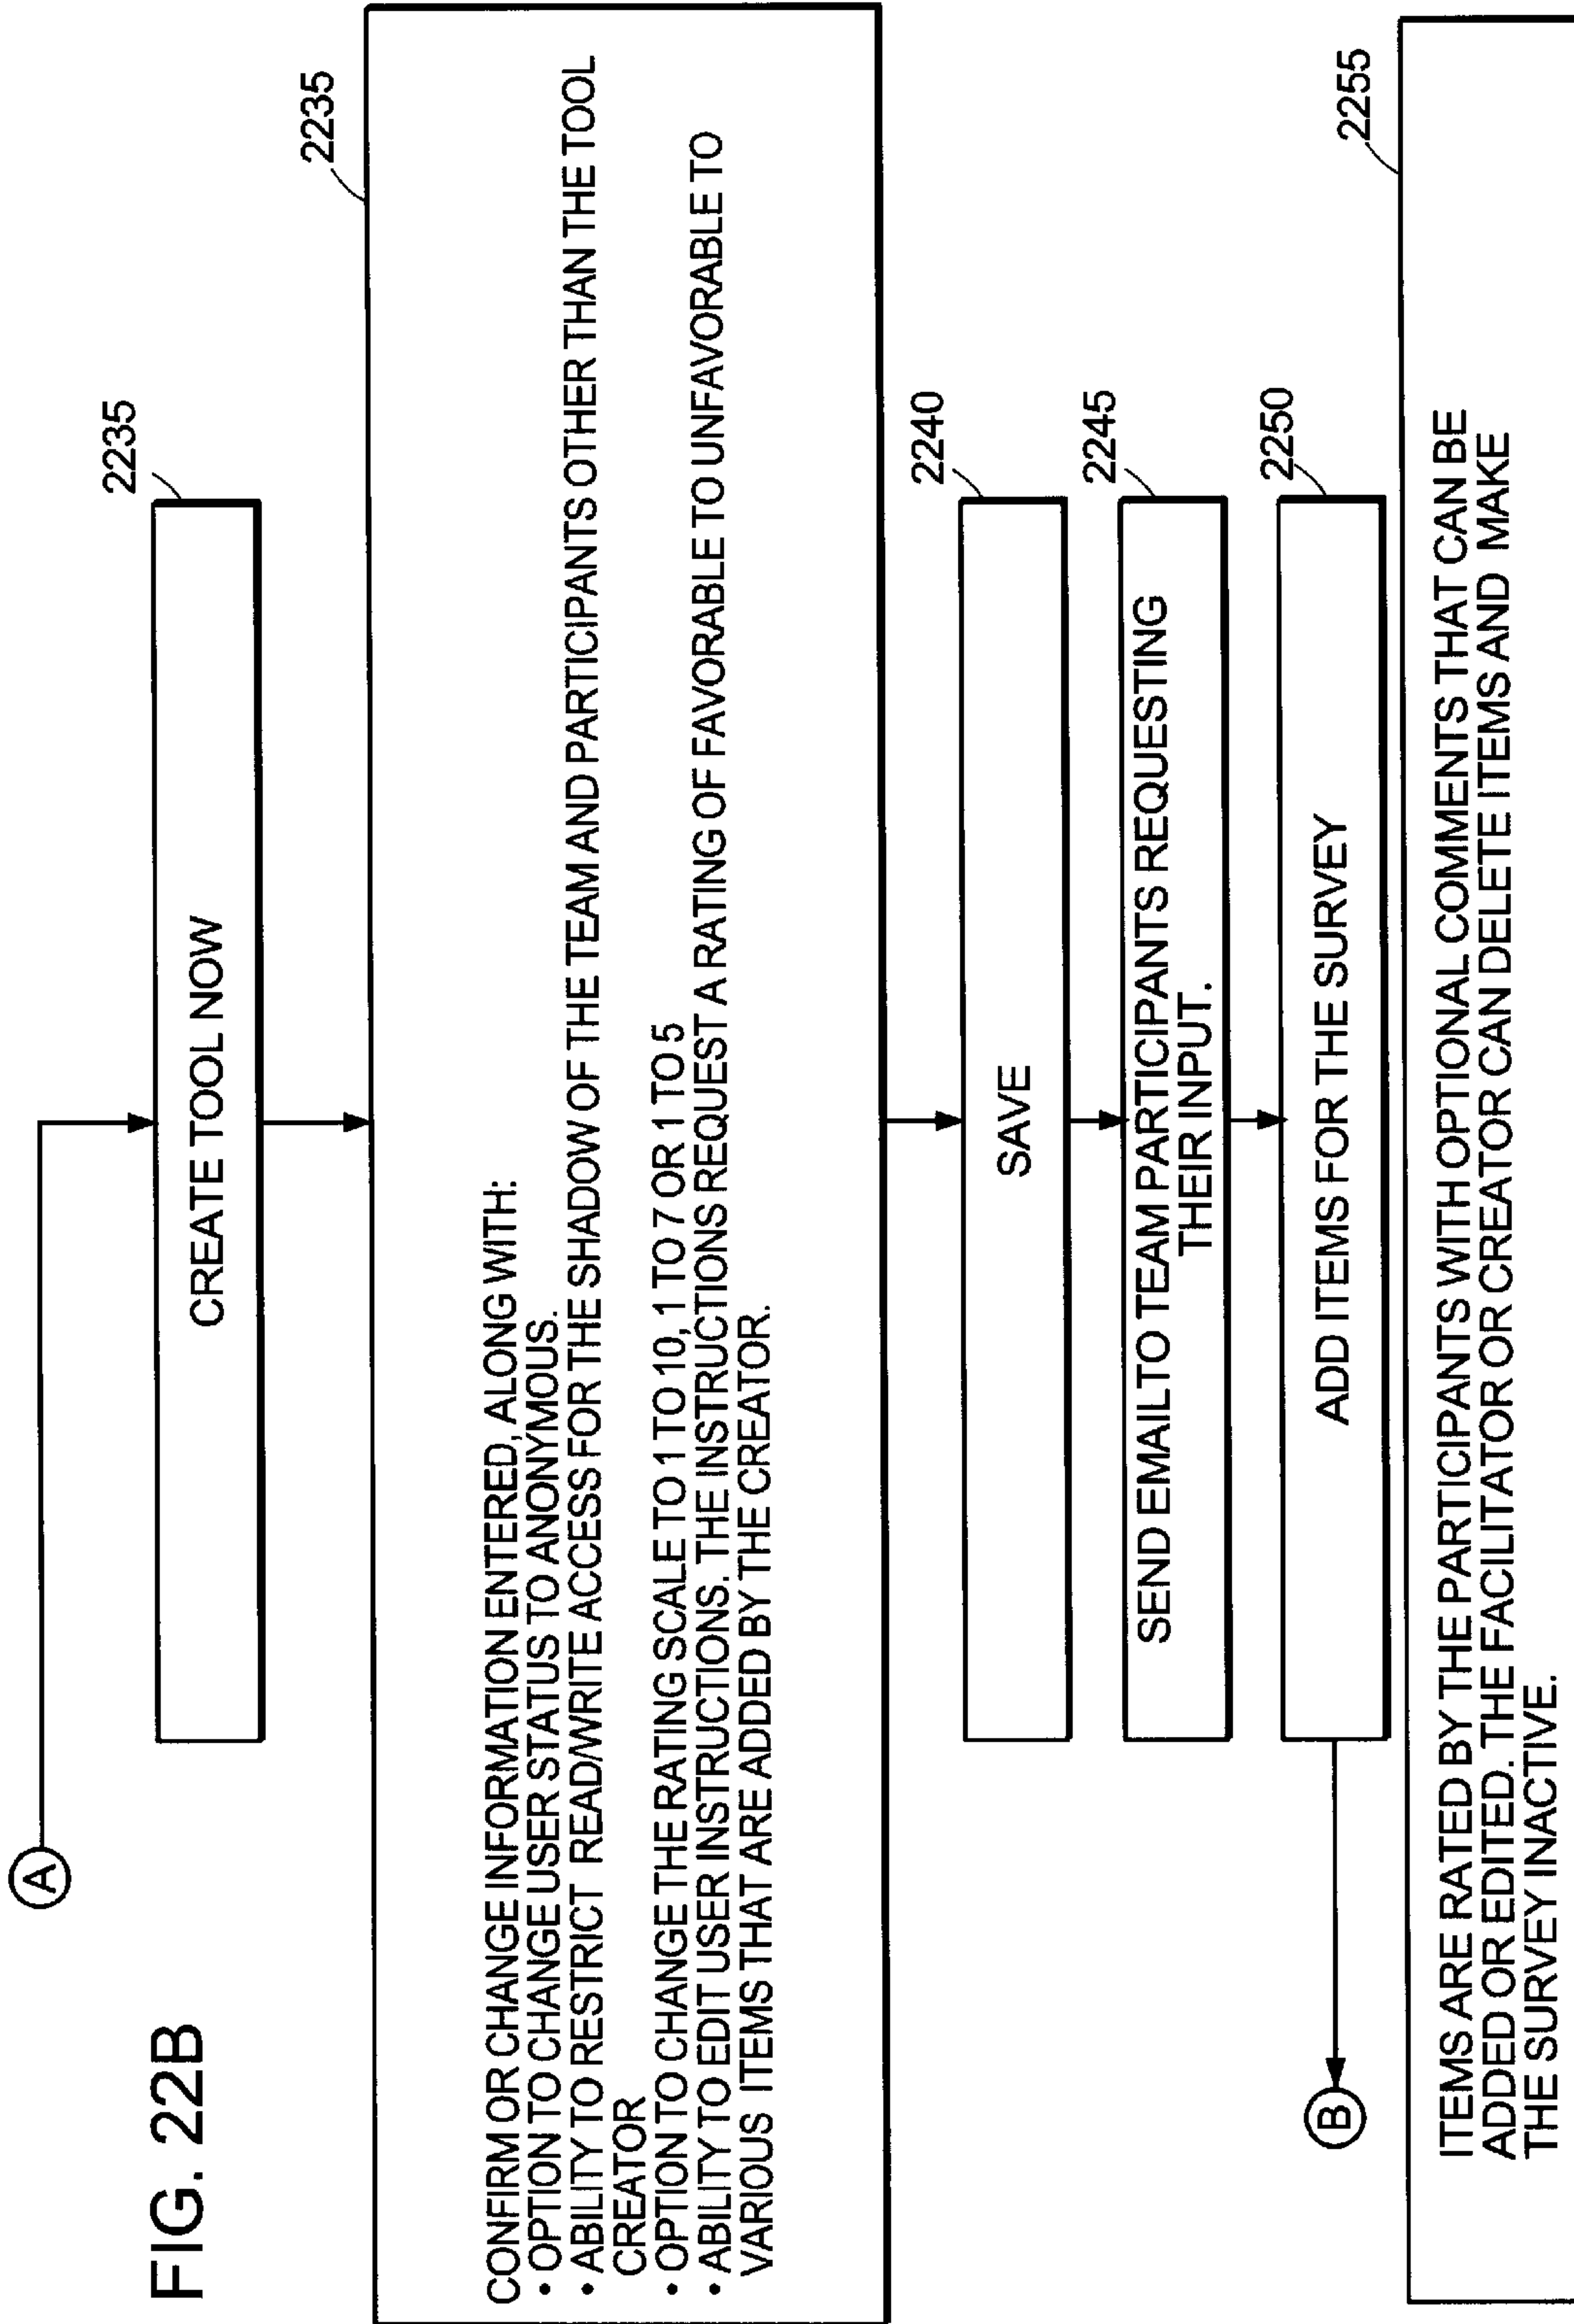 FIG. 22B
A
2235
CREATE TOOL NOW
2235
CONFIRM OR CHANGE INFORMATION ENTERED, ALONG WITH:
• OPTION TO CHANGE USER STATUS TO ANONYMOUS.
• ABILITY TO RESTRICT READ/WRITE ACCESS FOR THE SHADOW OF THE TEAM AND PARTICIPANTS OTHER THAN THE TOOL
CREATOR
• OPTION TO CHANGE THE RATING SCALE TO 1 TO 10, 1 TO 7 OR 1 TO 5
• ABILITY TO EDIT USER INSTRUCTIONS. THE INSTRUCTIONS REQUEST A RATING OF FAVORABLE TO UNFAVORABLE TO
VARIOUS ITEMS THAT ARE ADDED BY THE CREATOR.
2240
SAVE
2245
SEND EMAILTO TEAM PARTICIPANTS REQUESTING
THEIR INPUT.
2250
ADD ITEMS FOR THE SURVEY
B
2255
ITEMS ARE RATED BY THE PARTICIPANTS WITH OPTIONAL COMMENTS THAT CAN BE
ADDED OR EDITED. THE FACILITATOR OR CREATOR CAN DELETE ITEMS AND MAKE
THE SURVEY INACTIVE.